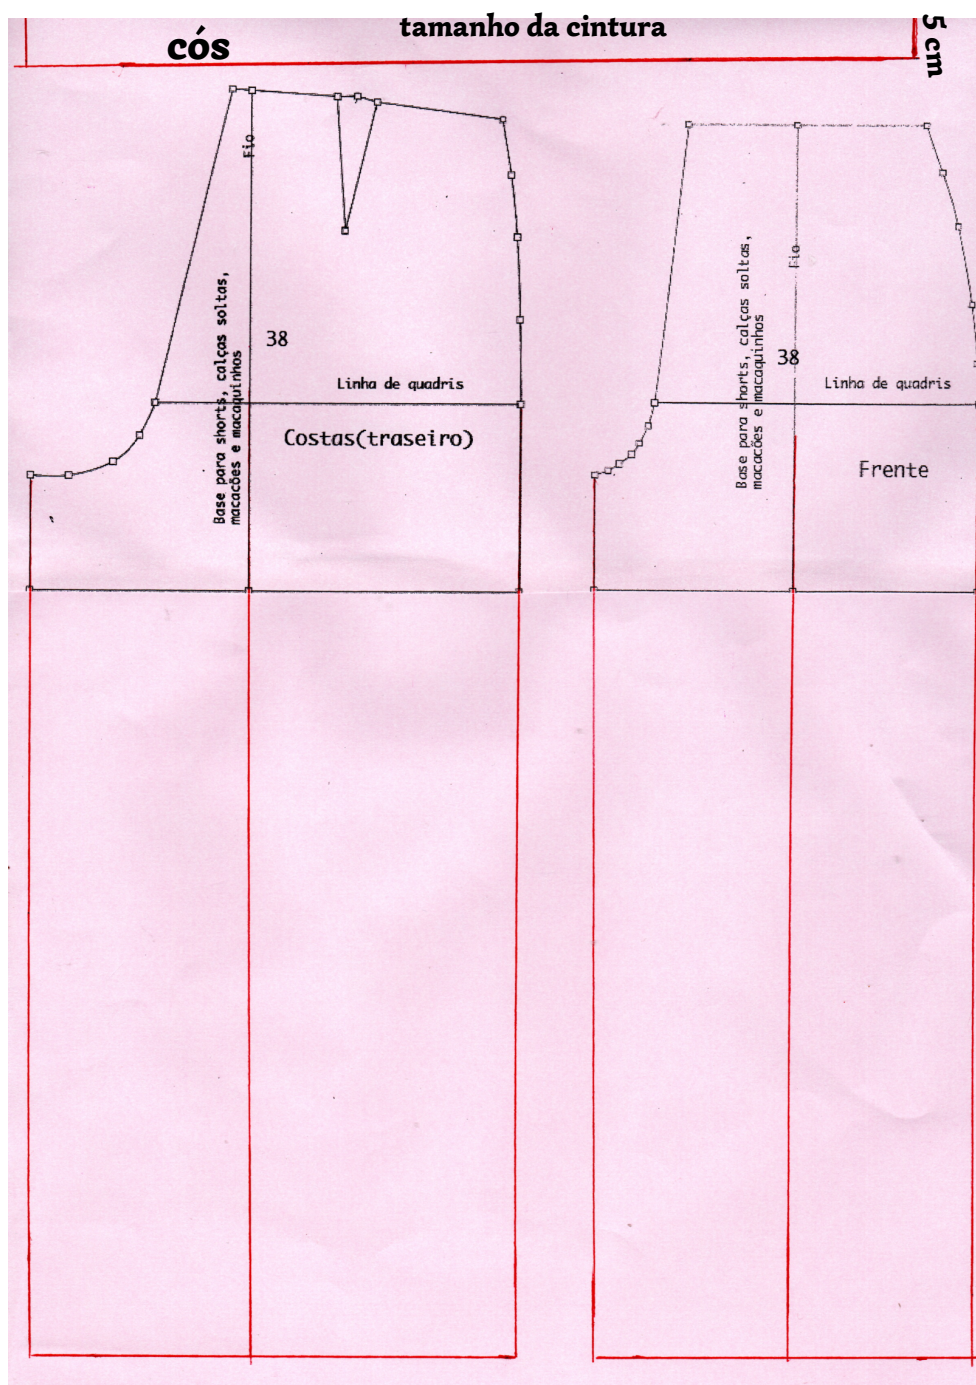 tamanho da cintura
cós
5 cm
Fio
Base para shorts, calças soltas,
macacões e macaquinhos
38
Linha de quadris
Costas(traseiro)
Fio
Base para shorts, calças soltas,
macacões e macaquinhos
38
Linha de quadris
Frente